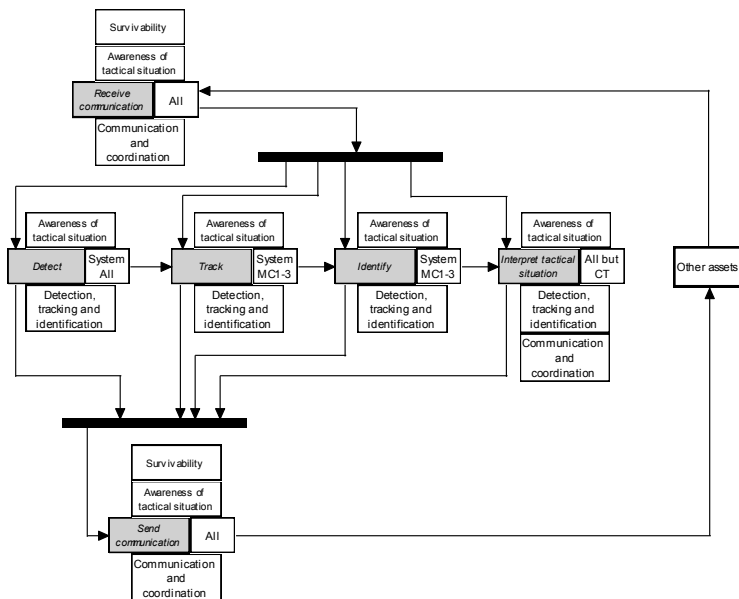 Survivability
Awareness of
tactical situation
Receive
communication
All
Communication
and
coordination
Awareness of
tactical situation
Detect
System
All
Detection,
tracking and
identification
Awareness of
tactical situation
Track
System
MC1-3
Detection,
tracking and
identification
Awareness of
tactical situation
Identify
System
MC1-3
Detection,
tracking and
identification
Awareness of
tactical situation
Interpret tactical
situation
All but
CT
Detection,
tracking and
identification
Communication
and
coordination
Other assets
Survivability
Awareness of
tactical situation
Send
communication
All
Communication
and
coordination